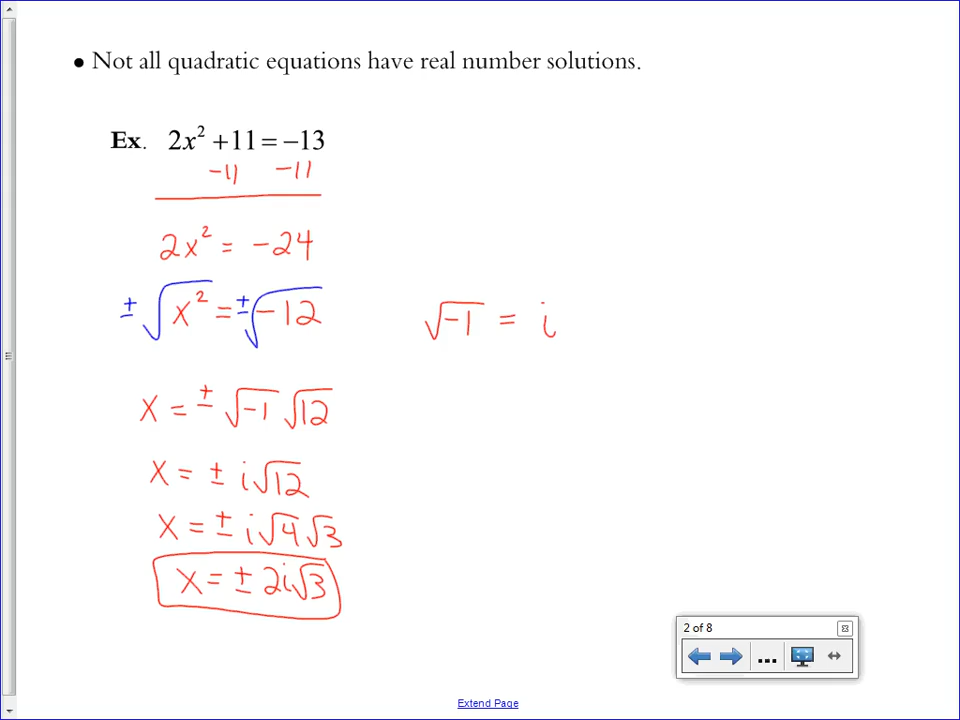 • Not all quadratic equations have real number solutions.
Ex. 2x² + 11 = −13
−11 −11
2x² = −24
± √x² = ± √−12
√−1 = i
x = ± √−1 √12
x = ± i√12
x = ± i√4 √3
x = ± 2i√3
2 of 8
...
Extend Page